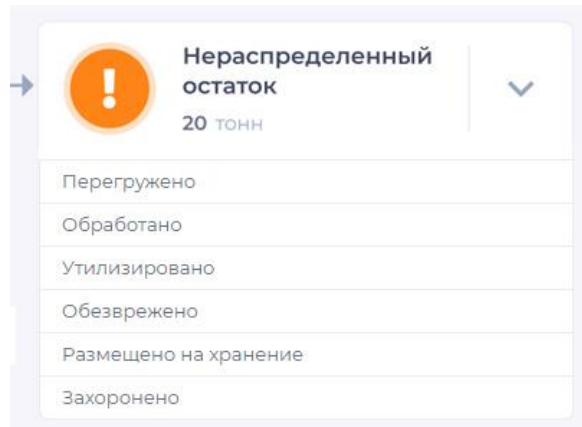 Нераспределенный
остаток
20 тонн
Перегружено
Обработано
Утилизировано
Обезврежено
Размещено на хранение
Захоронено